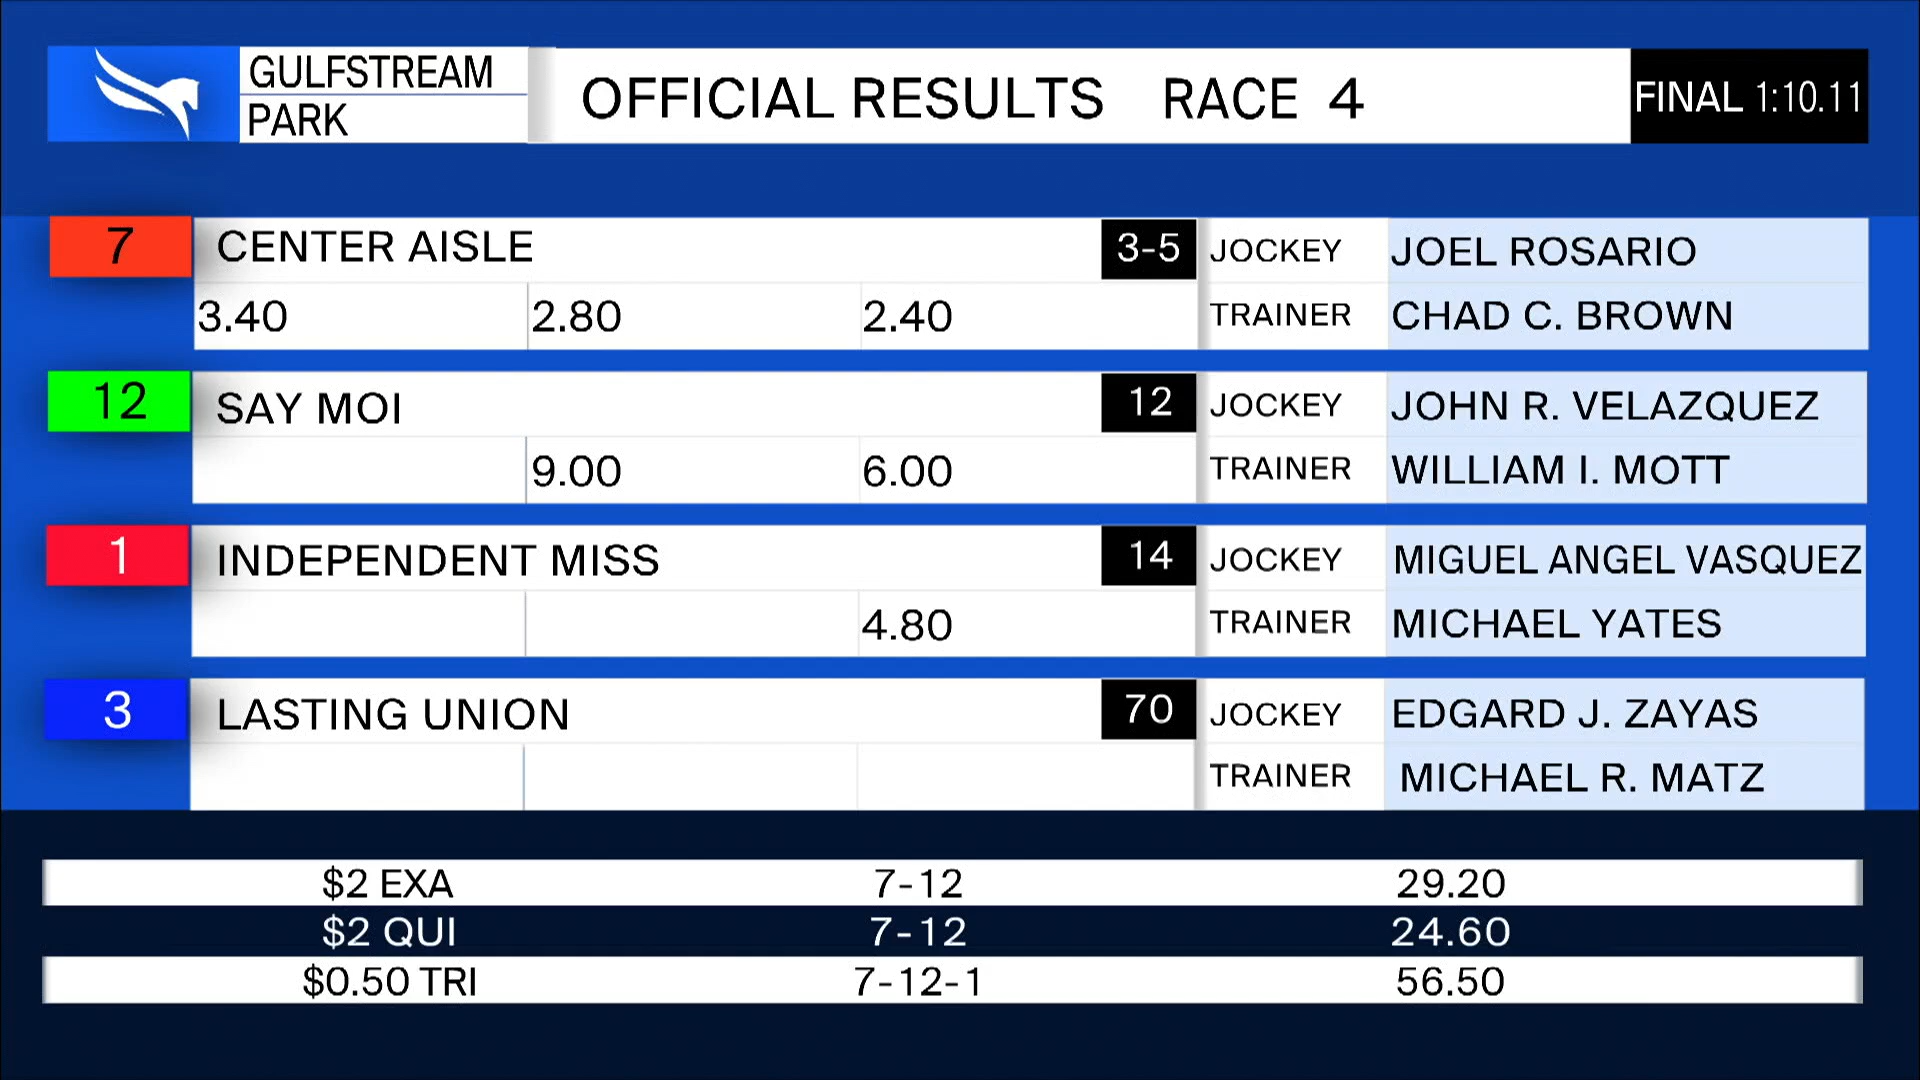 GULFSTREAM
PARK
OFFICIAL RESULTS RACE 4
FINAL 1:10.11
7 CENTER AISLE 3-5 JOCKEY JOEL ROSARIO
3.40 2.80 2.40 TRAINER CHAD C. BROWN
12 SAY MOI 12 JOCKEY JOHN R. VELAZQUEZ
9.00 6.00 TRAINER WILLIAM I. MOTT
1 INDEPENDENT MISS 14 JOCKEY MIGUEL ANGEL VASQUEZ
4.80 TRAINER MICHAEL YATES
3 LASTING UNION 70 JOCKEY EDGARD J. ZAYAS
TRAINER MICHAEL R. MATZ
$2 EXA 7-12 29.20
$2 QUI 7-12 24.60
$0.50 TRI 7-12-1 56.50